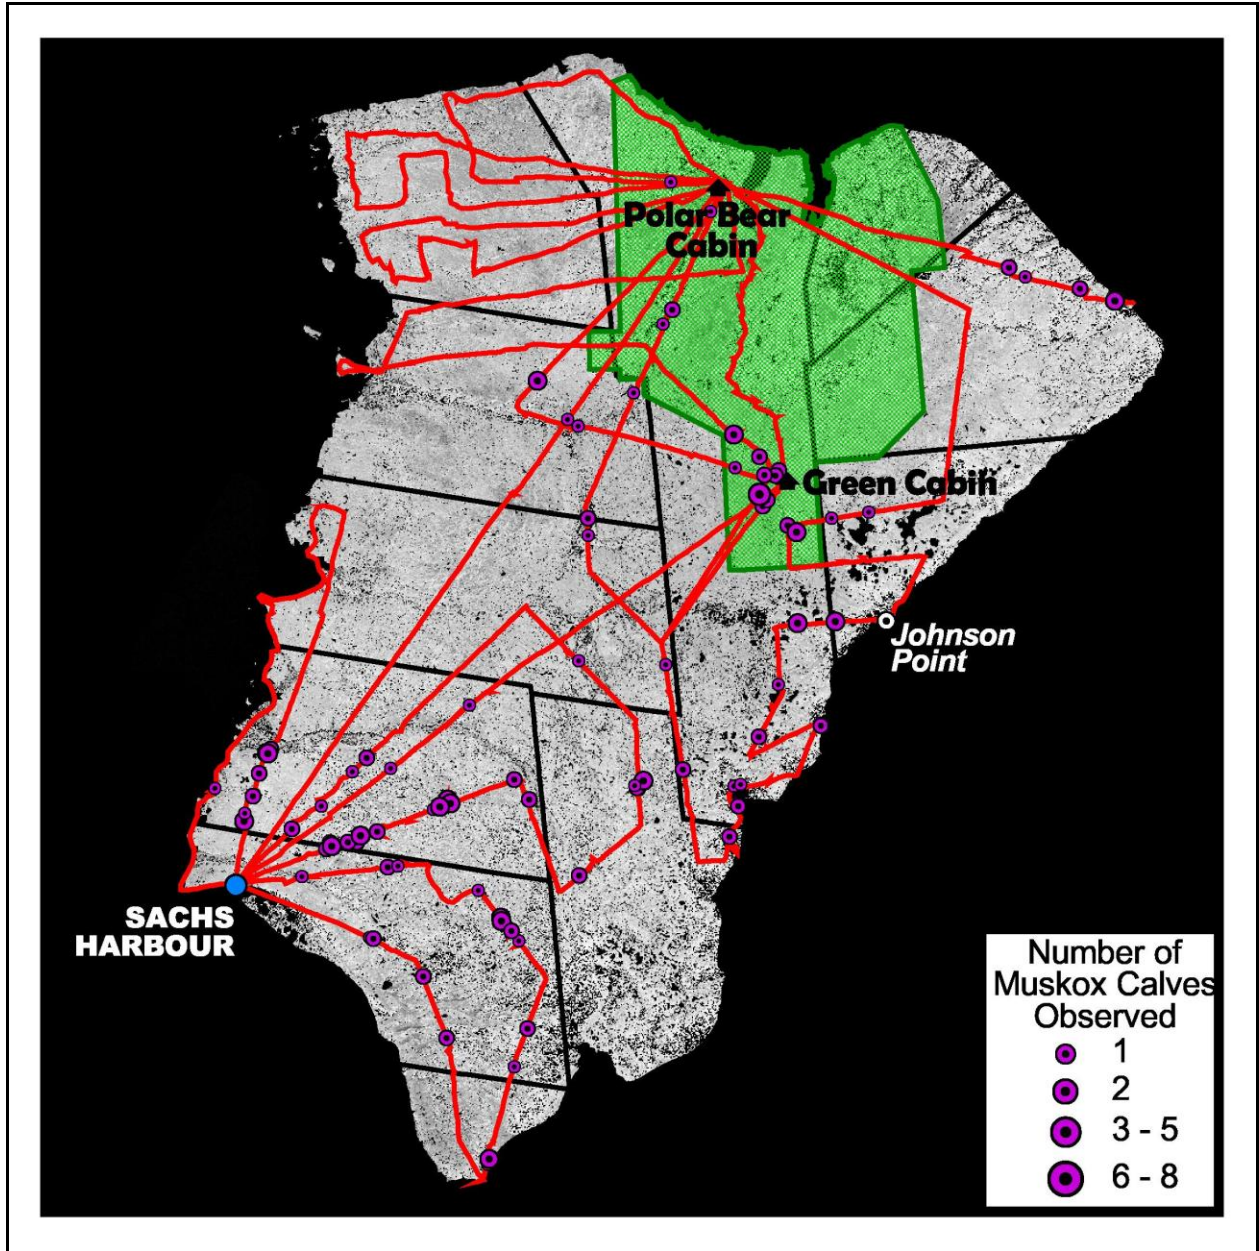 Polar Bear
Cabin
Green Cabin
Johnson
Point
SACHS
HARBOUR
Number of
Muskox Calves
Observed
1
2
3 - 5
6 - 8